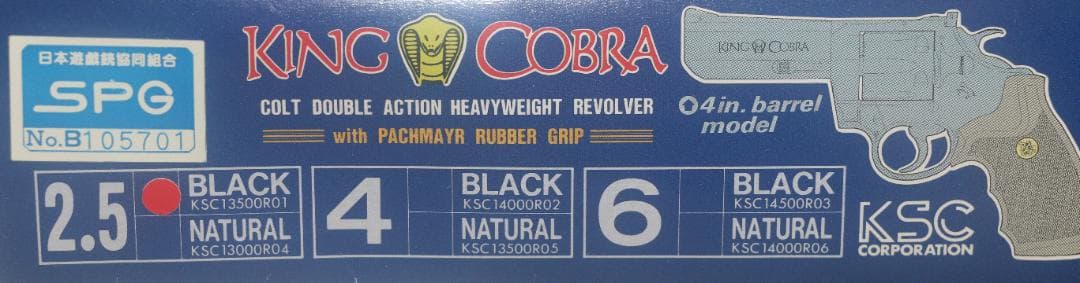 日本遊戯銃協同組合
SPG
No.B105701
KING COBRA
COLT DOUBLE ACTION HEAVYWEIGHT REVOLVER
with PACHMAYR RUBBER GRIP
KING COBRA
4in. barrel
model
2.5
BLACK
KSC13500R01
NATURAL
KSC13000R04
4
BLACK
KSC14000R02
NATURAL
KSC13500R05
6
BLACK
KSC14500R03
NATURAL
KSC14000R06
KSC
CORPORATION